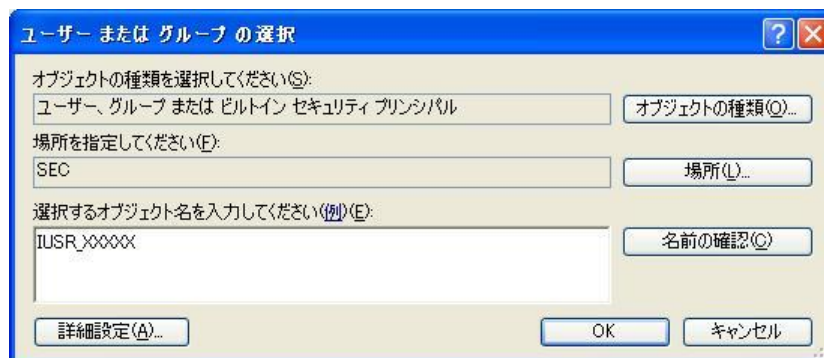 ユーザー または グループ の選択
オブジェクトの種類を選択してください(S):
ユーザー、グループ または ビルトイン セキュリティ プリンシパル
オブジェクトの種類(O)...
場所を指定してください(F):
SEC
場所(L)...
選択するオブジェクト名を入力してください(例)(E):
IUSR_XXXXX
名前の確認(C)
詳細設定(A)...
OK
キャンセル